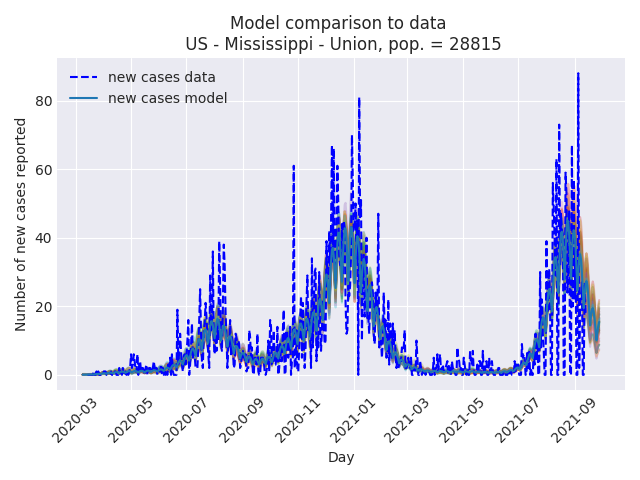 Model comparison to data
US - Mississippi - Union, pop. = 28815
new cases data
new cases model
Number of new cases reported
80
60
40
20
0
2020-03
2020-05
2020-07
2020-09
2020-11
2021-01
2021-03
2021-05
2021-07
2021-09
Day